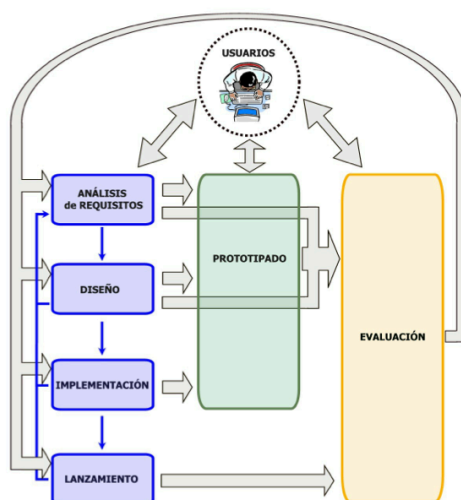 USUARIOS
ANÁLISIS
de REQUISITOS
PROTOTIPADO
DISEÑO
EVALUACIÓN
IMPLEMENTACIÓN
LANZAMIENTO